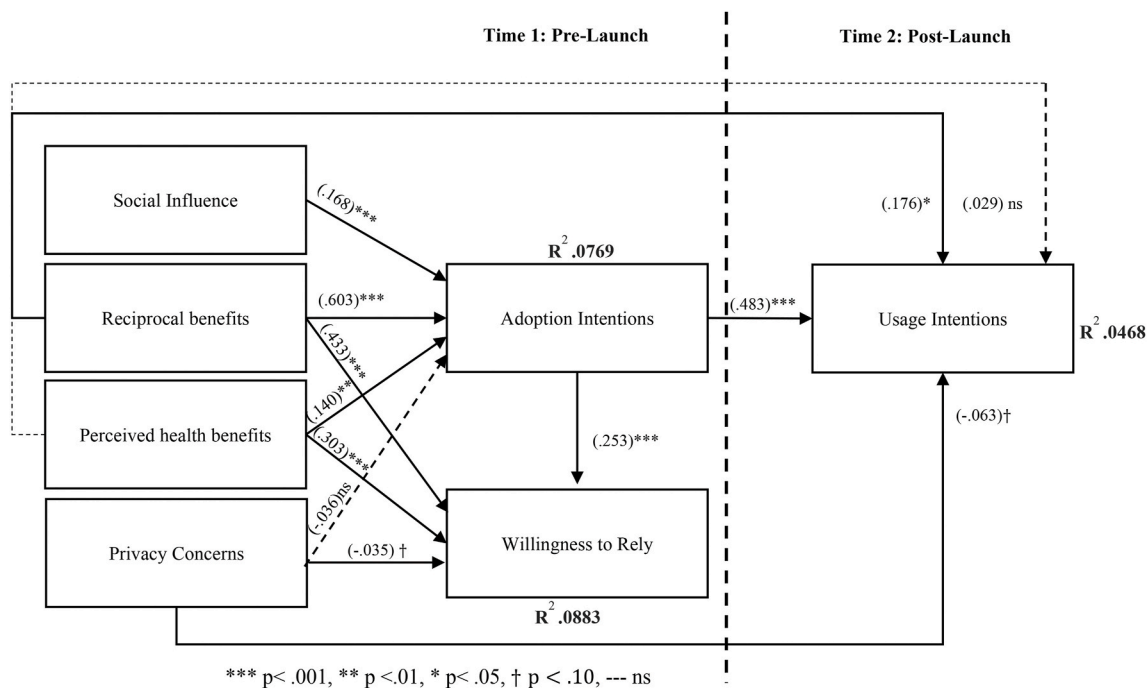 Time 1: Pre-Launch
Time 2: Post-Launch
Social Influence
(.168)***
(.176)*
(.029) ns
R² .0769
Reciprocal benefits
(.603)***
Adoption Intentions
(.483)***
Usage Intentions
R² .0468
(.433)***
(.140)**
Perceived health benefits
(.303)***
(.253)***
(-.063)†
(-.036)ns
Privacy Concerns
(-.035) †
Willingness to Rely
R² .0883
*** p< .001, ** p <.01, * p< .05, † p < .10, --- ns